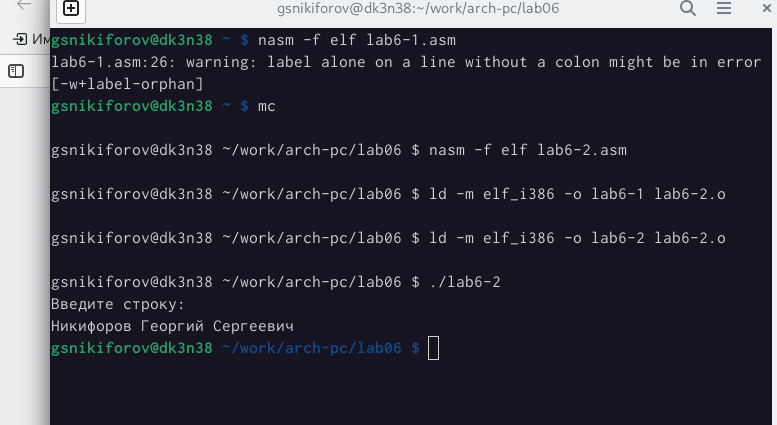 gsnikiforov@dk3n38:~/work/arch-pc/lab06
Им
gsnikiforov@dk3n38 ~ $ nasm -f elf lab6-1.asm
lab6-1.asm:26: warning: label alone on a line without a colon might be in error
[-w+label-orphan]
gsnikiforov@dk3n38 ~ $ mc
gsnikiforov@dk3n38 ~/work/arch-pc/lab06 $ nasm -f elf lab6-2.asm
gsnikiforov@dk3n38 ~/work/arch-pc/lab06 $ ld -m elf_i386 -o lab6-1 lab6-2.o
gsnikiforov@dk3n38 ~/work/arch-pc/lab06 $ ld -m elf_i386 -o lab6-2 lab6-2.o
gsnikiforov@dk3n38 ~/work/arch-pc/lab06 $ ./lab6-2
Введите строку:
Никифоров Георгий Сергеевич
gsnikiforov@dk3n38 ~/work/arch-pc/lab06 $